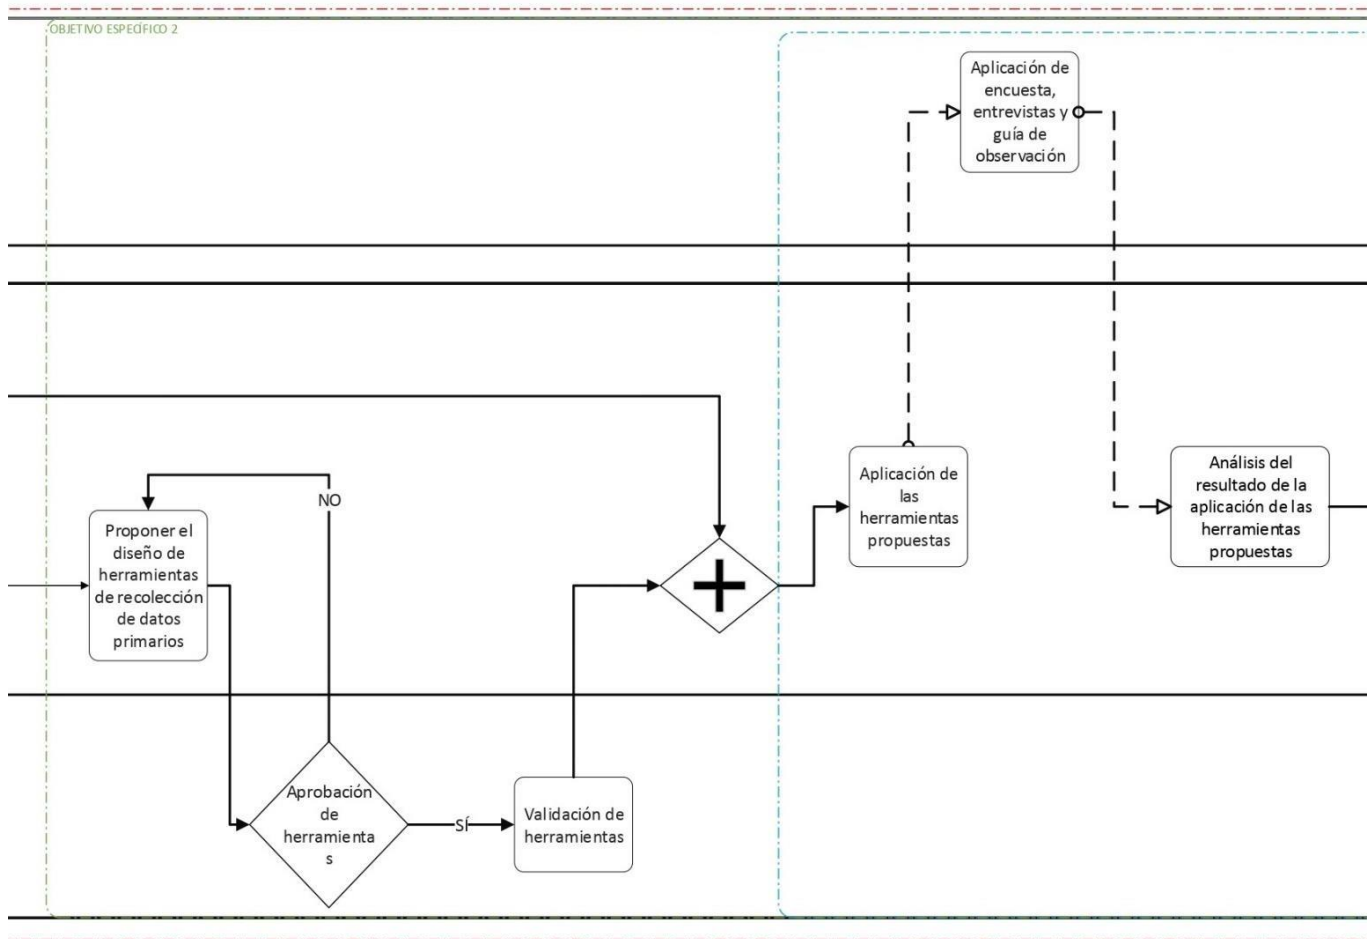 OBJETIVO ESPECÍFICO 2
Aplicación de
encuesta,
entrevistas y
guía de
observación
NO
Proponer el
diseño de
herramientas
de recolección
de datos
primarios
Aplicación de
las
herramientas
propuestas
Análisis del
resultado de la
aplicación de las
herramientas
propuestas
Aprobación
de
herramienta
s
SÍ
Validación de
herramientas